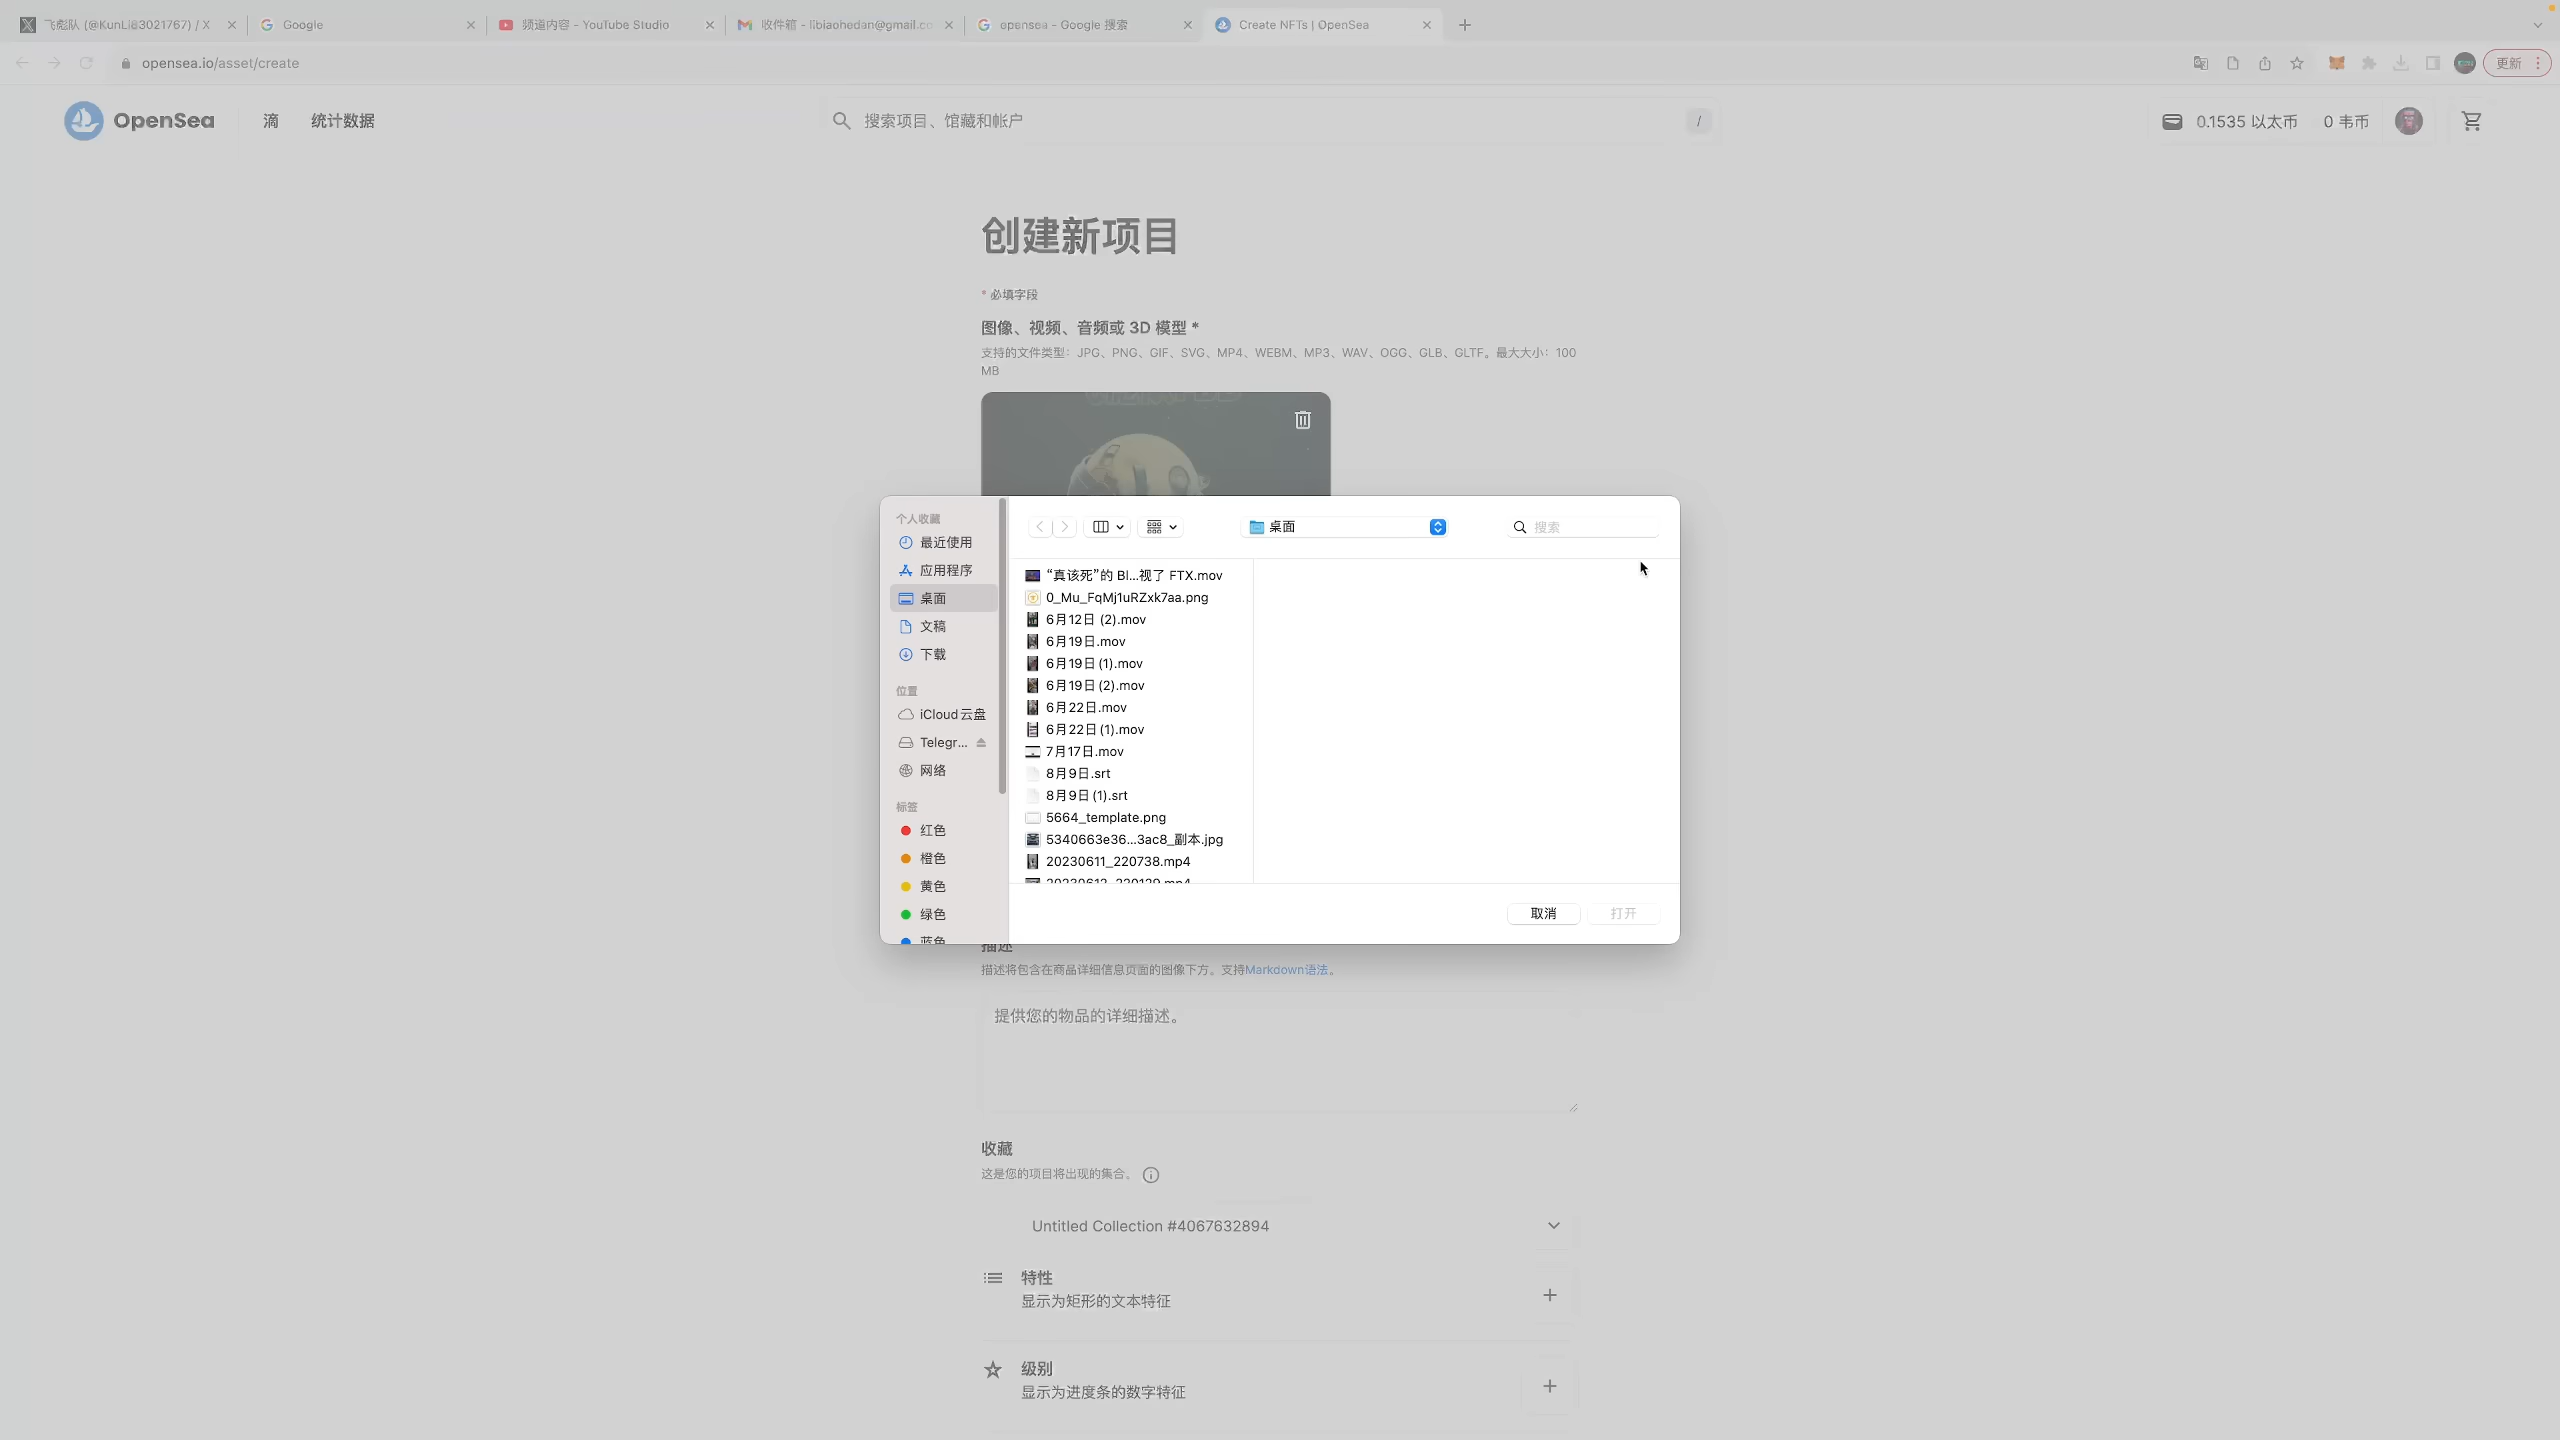 飞彪队 (@KunLi83021767) / X
Google
频道内容 - YouTube Studio
收件箱 - libiaohedan@gmail.co
opensea - Google 搜索
Create NFTs | OpenSea
opensea.io/asset/create
更新
OpenSea
滴
统计数据
搜索项目、馆藏和帐户
/
0.1535 以太币
0 韦币
创建新项目
* 必填字段
图像、视频、音频或 3D 模型 *
支持的文件类型：JPG、PNG、GIF、SVG、MP4、WEBM、MP3、WAV、OGG、GLB、GLTF。最大大小：100
MB
个人收藏
最近使用
应用程序
桌面
文稿
下载
位置
iCloud云盘
Telegr...
网络
标签
红色
橙色
黄色
绿色
蓝色
桌面
搜索
“真该死”的 Bl...视了 FTX.mov
0_Mu_FqMj1uRZxk7aa.png
6月12日 (2).mov
6月19日.mov
6月19日 (1).mov
6月19日 (2).mov
6月22日.mov
6月22日 (1).mov
7月17日.mov
8月9日.srt
8月9日 (1).srt
5664_template.png
5340663e36...3ac8_副本.jpg
20230611_220738.mp4
取消
打开
描述
描述将包含在商品详细信息页面的图像下方。支持Markdown语法。
提供您的物品的详细描述。
收藏
这是您的项目将出现的集合。
Untitled Collection #4067632894
特性
显示为矩形的文本特征
级别
显示为进度条的数字特征